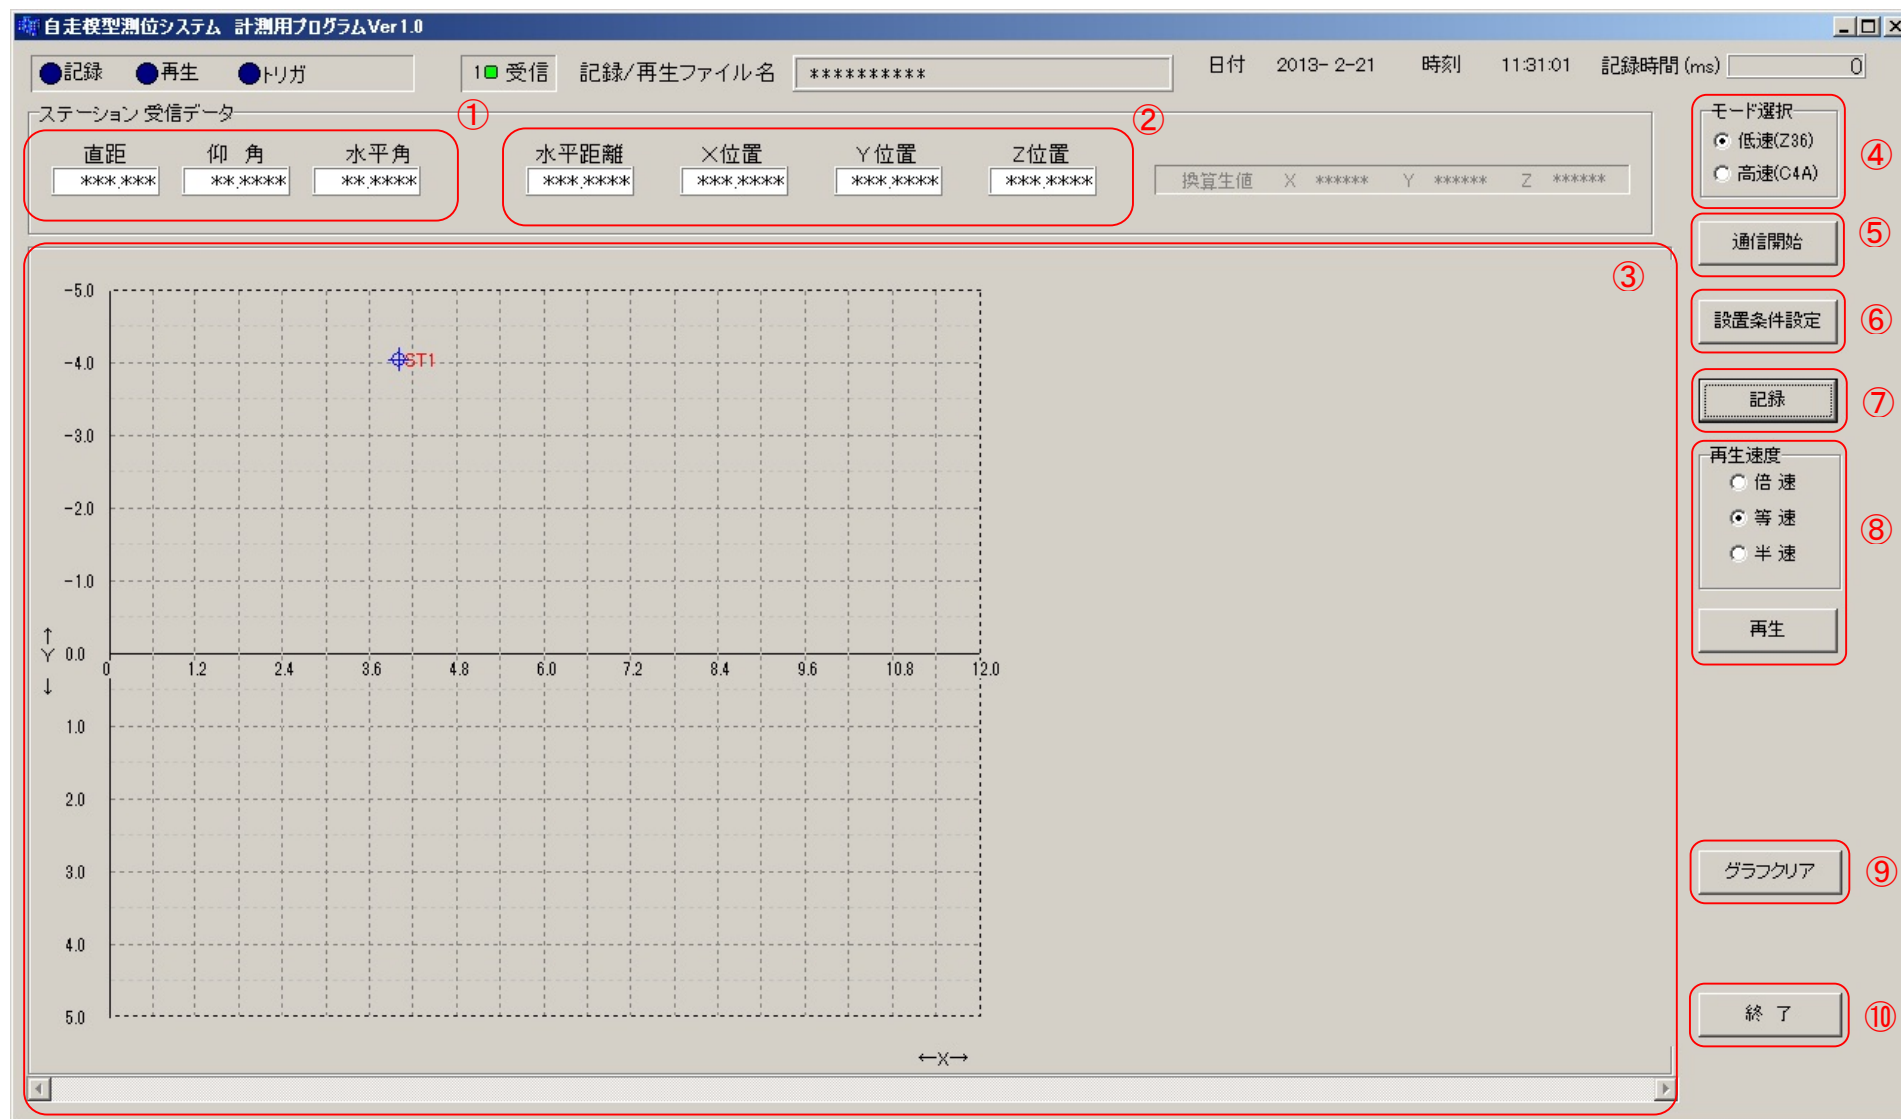 自走模型測位システム 計測用プログラムVer1.0
記録 再生 トリガ 1 受信 記録/再生ファイル名 ********** 日付 2013- 2-21 時刻 11:31:01 記録時間(ms) 0
ステーション受信データ ① ②
直距 仰 角 水平角 水平距離 X位置 Y位置 Z位置
***.*** **.**** **.**** ***.**** ***.**** ***.**** ***.****
換算生値 X ****** Y ****** Z ******
モード選択
低速(Z36)
高速(C4A)
④
通信開始 ⑤
③
設置条件設定 ⑥
記録 ⑦
再生速度
倍 速
等 速
半 速
⑧
再生
グラフクリア ⑨
終 了 ⑩
-5.0
-4.0 ST1
-3.0
-2.0
-1.0
↑
Y 0.0
↓
0 1.2 2.4 3.6 4.8 6.0 7.2 8.4 9.6 10.8 12.0
1.0
2.0
3.0
4.0
5.0
←X→